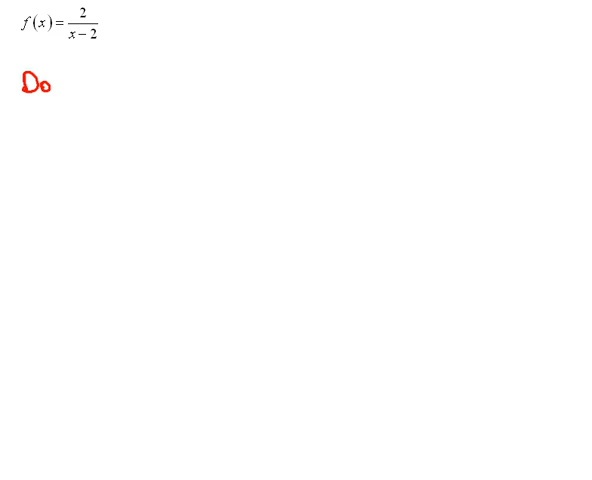 f(x) = 2/(x − 2)
Do